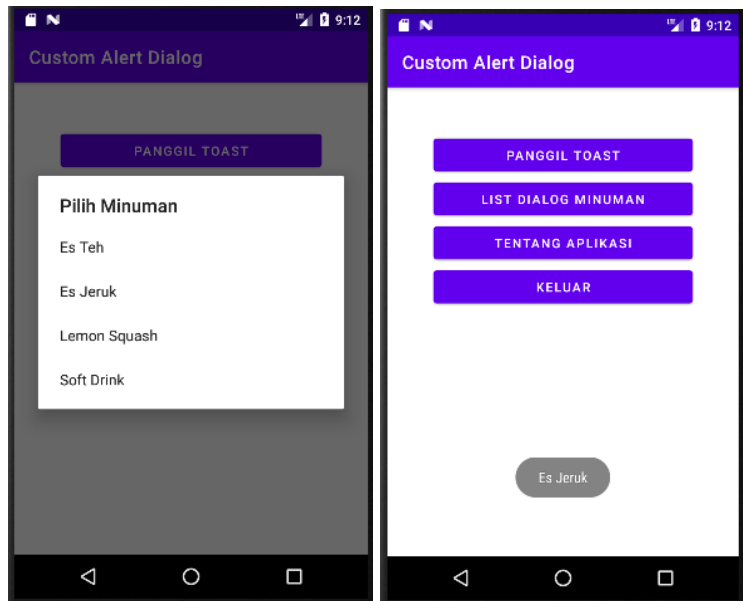 9:12
Custom Alert Dialog
PANGGIL TOAST
Pilih Minuman
Es Teh
Es Jeruk
Lemon Squash
Soft Drink
LTE
9:12
Custom Alert Dialog
PANGGIL TOAST
LIST DIALOG MINUMAN
TENTANG APLIKASI
KELUAR
Es Jeruk